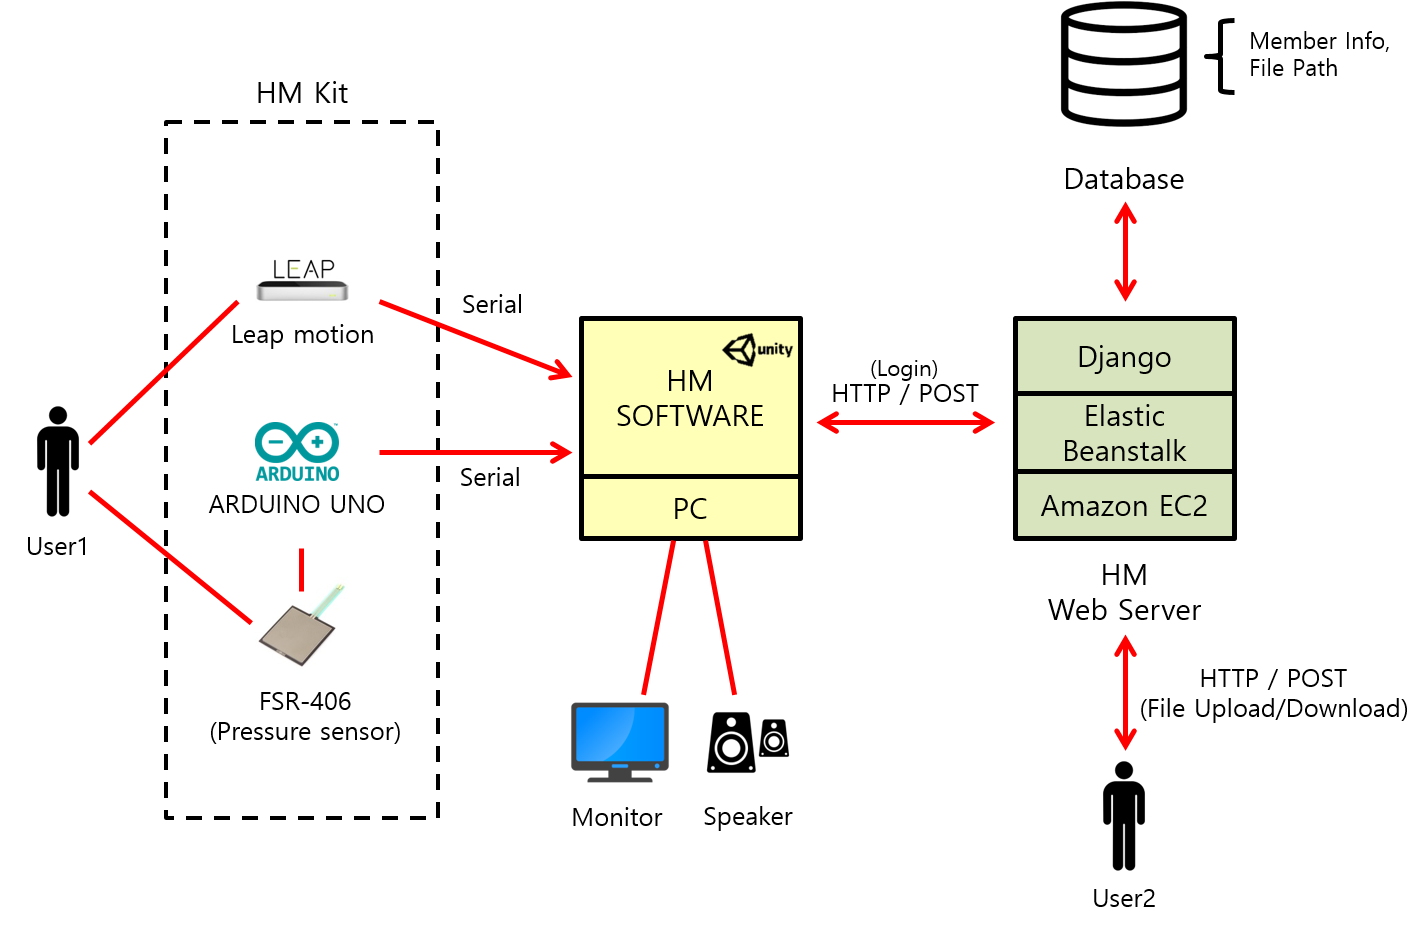 Member Info,
File Path
HM Kit
Database
LEAP
Leap motion
Serial
unity
HM
SOFTWARE
PC
(Login)
HTTP / POST
Django
Elastic
Beanstalk
Amazon EC2
ARDUINO
ARDUINO UNO
Serial
User1
HM
Web Server
FSR-406
(Pressure sensor)
HTTP / POST
(File Upload/Download)
Monitor
Speaker
User2